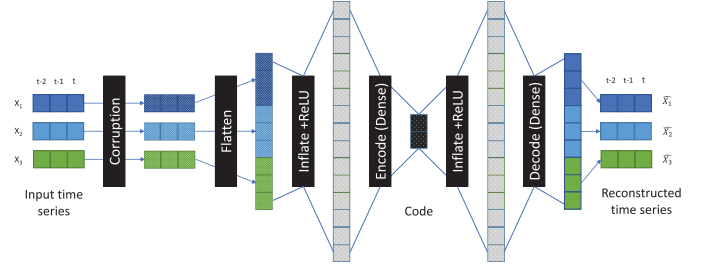 t-2 t-1 t
X1
X2
X3
Input time
series
Corruption
Flatten
Inflate +ReLU
Encode (Dense)
Code
Inflate +ReLU
Decode (Dense)
t-2 t-1 t
X̅1
X̅2
X̅3
Reconstructed
time series